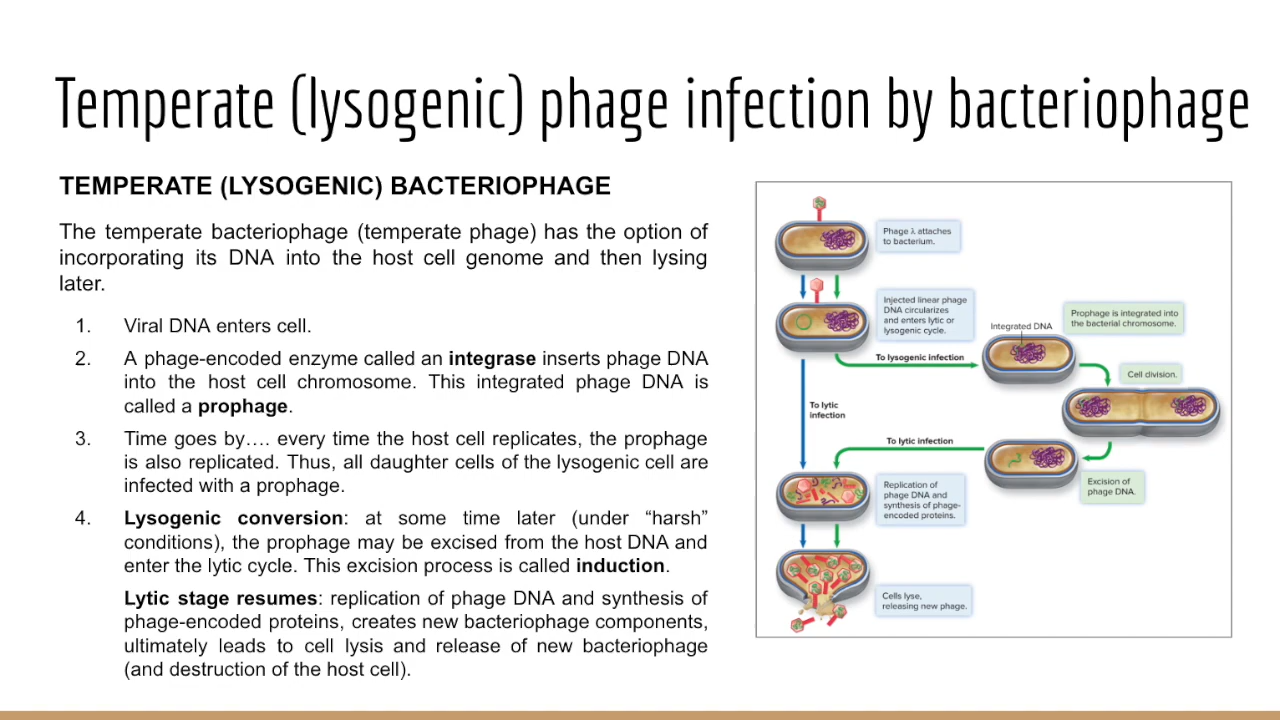 Temperate (lysogenic) phage infection by bacteriophage
TEMPERATE (LYSOGENIC) BACTERIOPHAGE
The temperate bacteriophage (temperate phage) has the option of
incorporating its DNA into the host cell genome and then lysing
later.
1. Viral DNA enters cell.
2. A phage-encoded enzyme called an integrase inserts phage DNA
into the host cell chromosome. This integrated phage DNA is
called a prophage.
3. Time goes by…. every time the host cell replicates, the prophage
is also replicated. Thus, all daughter cells of the lysogenic cell are
infected with a prophage.
4. Lysogenic conversion: at some time later (under “harsh”
conditions), the prophage may be excised from the host DNA and
enter the lytic cycle. This excision process is called induction.
Lytic stage resumes: replication of phage DNA and synthesis of
phage-encoded proteins, creates new bacteriophage components,
ultimately leads to cell lysis and release of new bacteriophage
(and destruction of the host cell).
Phage λ attaches
to bacterium.
Injected linear phage
DNA circularizes
and enters lytic or
lysogenic cycle.
Integrated DNA
Prophage is integrated into
the bacterial chromosome.
To lysogenic infection
Cell division.
To lytic
infection
To lytic infection
Excision of
phage DNA.
Replication of
phage DNA and
synthesis of phage-
encoded proteins.
Cells lyse,
releasing new phage.